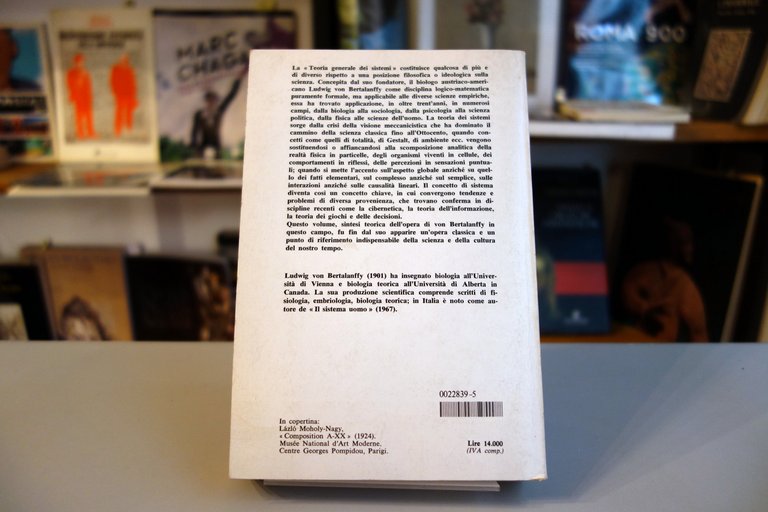 MARC
CHAGALL
ROMA 900
La « Teoria generale dei sistemi » costituisce qualcosa di più e
di diverso rispetto a una posizione filosofica o ideologica sulla
scienza. Concepita dal suo fondatore, il biologo austriaco-ameri-
cano Ludwig von Bertalanffy come disciplina logico-matematica
puramente formale, ma applicabile alle diverse scienze empiriche,
essa ha trovato applicazione, in oltre trent'anni, in numerosi
campi, dalla biologia alla sociologia, dalla psicologia alla scienza
politica, dalla fisica alle scienze dell'uomo. La teoria dei sistemi
sorge dalla crisi della visione meccanicistica che ha dominato il
cammino della scienza classica fino all'Ottocento, quando con-
cetti come quelli di totalità, di Gestalt, di ambiente ecc. vengono
sostituendosi o affiancandosi alla scomposizione analitica della
realtà fisica in particelle, degli organismi viventi in cellule, dei
comportamenti in riflessi, delle percezioni in sensazioni puntua-
li; quando si mette l'accento sull'aspetto globale anziché su quel-
lo dei fatti elementari, sul complesso anziché sul semplice, sulle
interazioni anziché sulle causalità lineari. Il concetto di sistema
diventa così un concetto chiave, in cui convergono tendenze e
problemi di diversa provenienza, che trovano conferma in di-
scipline recenti come la cibernetica, la teoria dell'informazione,
la teoria dei giochi e delle decisioni.
Questo volume, sintesi teorica dell'opera di von Bertalanffy in
questo campo, fu fin dal suo apparire un'opera classica e un
punto di riferimento indispensabile della scienza e della cultura
del nostro tempo.
Ludwig von Bertalanffy (1901) ha insegnato biologia all'Univer-
sità di Vienna e biologia teorica all'Università di Alberta in
Canada. La sua produzione scientifica comprende scritti di fi-
siologia, embriologia, biologia teorica; in Italia è noto come au-
tore de « Il sistema uomo » (1967).
0022839-5
In copertina:
László Moholy-Nagy,
« Composition A-XX » (1924).
Musée National d'Art Moderne,
Centre Georges Pompidou, Parigi.
Lire 14.000
(IVA comp.)